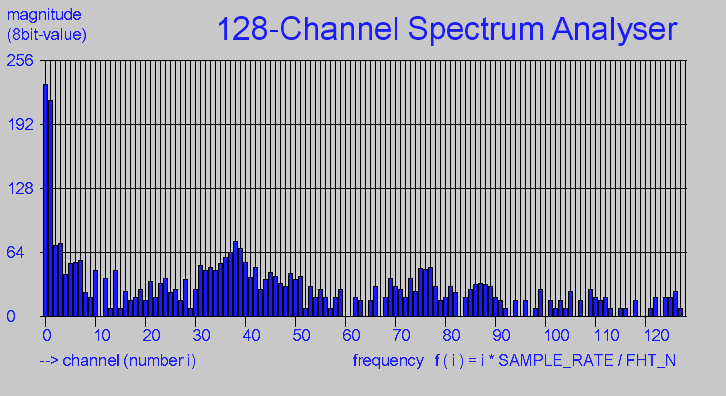 magnitude
(8bit-value)
128-Channel Spectrum Analyser
256
192
128
64
0
0 10 20 30 40 50 60 70 80 90 100 110 120
--> channel (number i)
frequency f ( i ) = i * SAMPLE_RATE / FHT_N